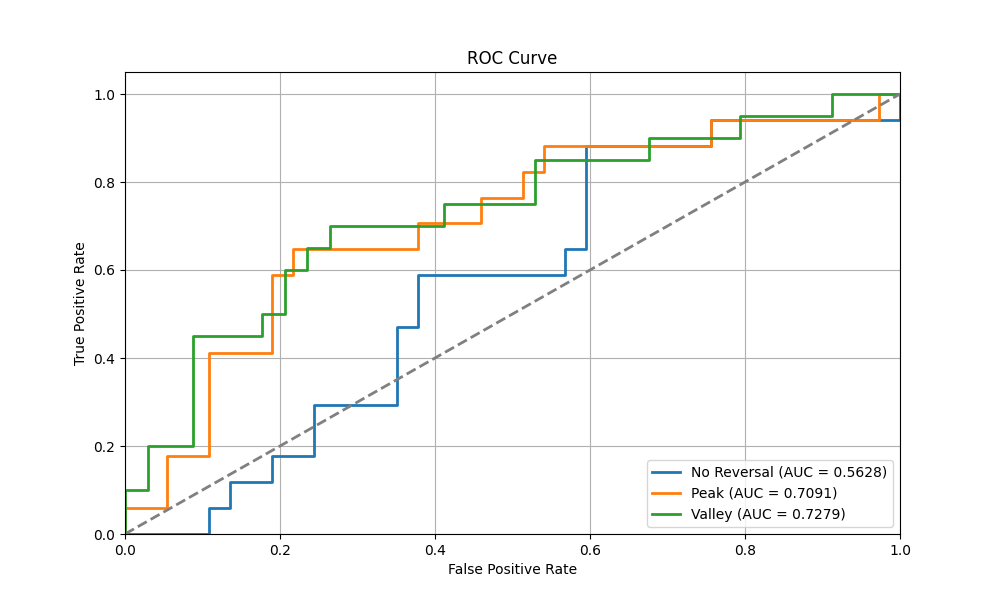 ROC Curve
True Positive Rate
1.0
0.8
0.6
0.4
0.2
0.0
No Reversal (AUC = 0.5628)
Peak (AUC = 0.7091)
Valley (AUC = 0.7279)
0.0 0.2 0.4 0.6 0.8 1.0
False Positive Rate